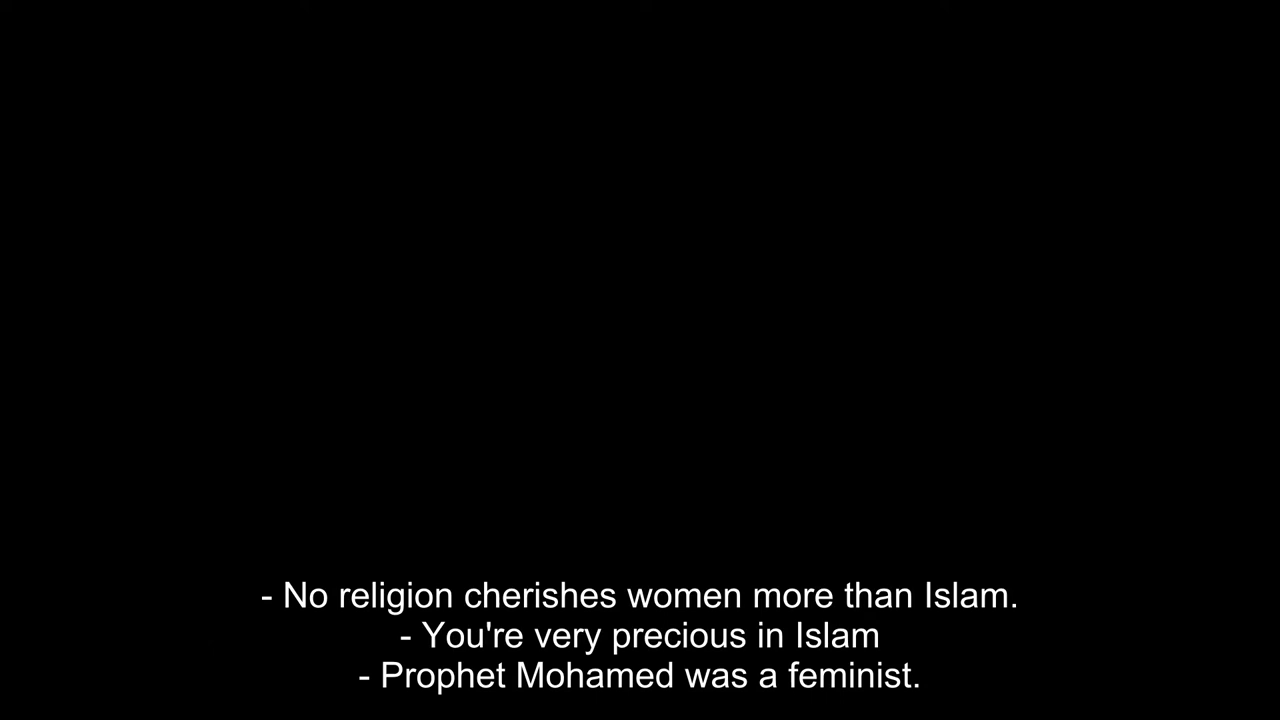 - No religion cherishes women more than Islam.
- You're very precious in Islam
- Prophet Mohamed was a feminist.